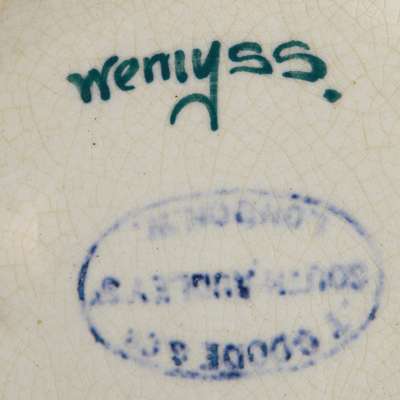 Wemyss.
T. GOODE & Co
SOUTH AUDLEY St
LONDON W.